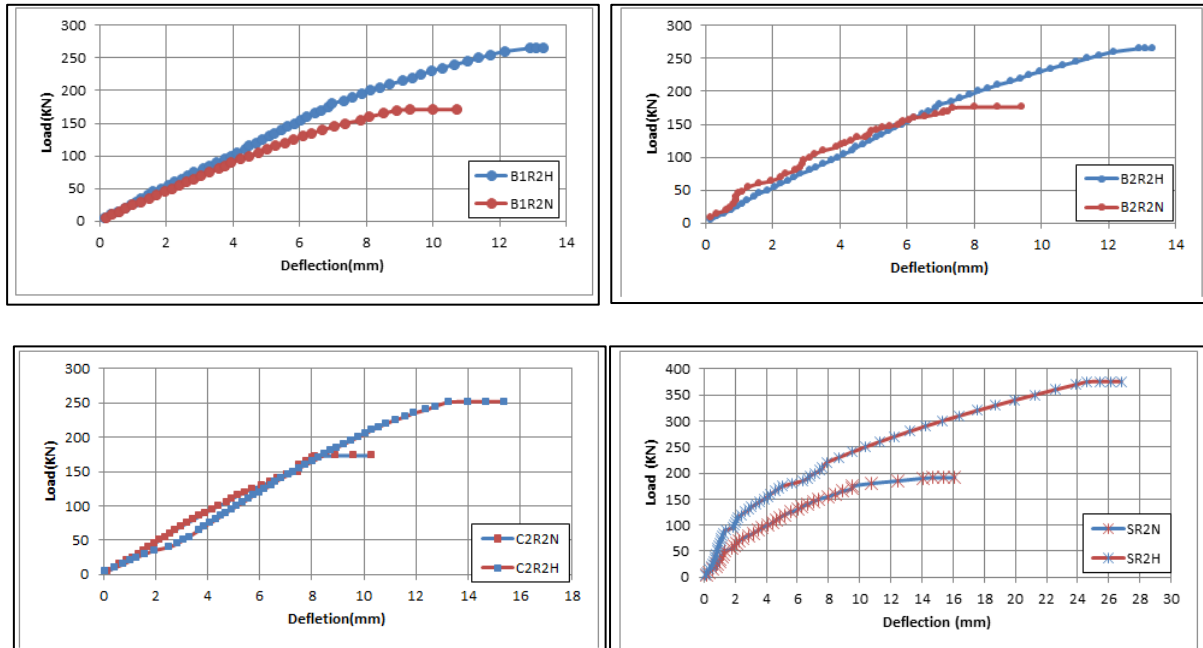 300
250
200
150
100
50
0
Load(KN)
0 2 4 6 8 10 12 14
Deflection(mm)
B1R2H
B1R2N
300
250
200
150
100
50
0
Load(KN)
0 2 4 6 8 10 12 14
Defletion(mm)
B2R2H
B2R2N
300
250
200
150
100
50
0
Load(KN)
0 2 4 6 8 10 12 14 16 18
Defletion(mm)
C2R2N
C2R2H
400
350
300
250
200
150
100
50
0
Load (KN)
0 2 4 6 8 10 12 14 16 18 20 22 24 26 28 30
Deflection (mm)
SR2N
SR2H